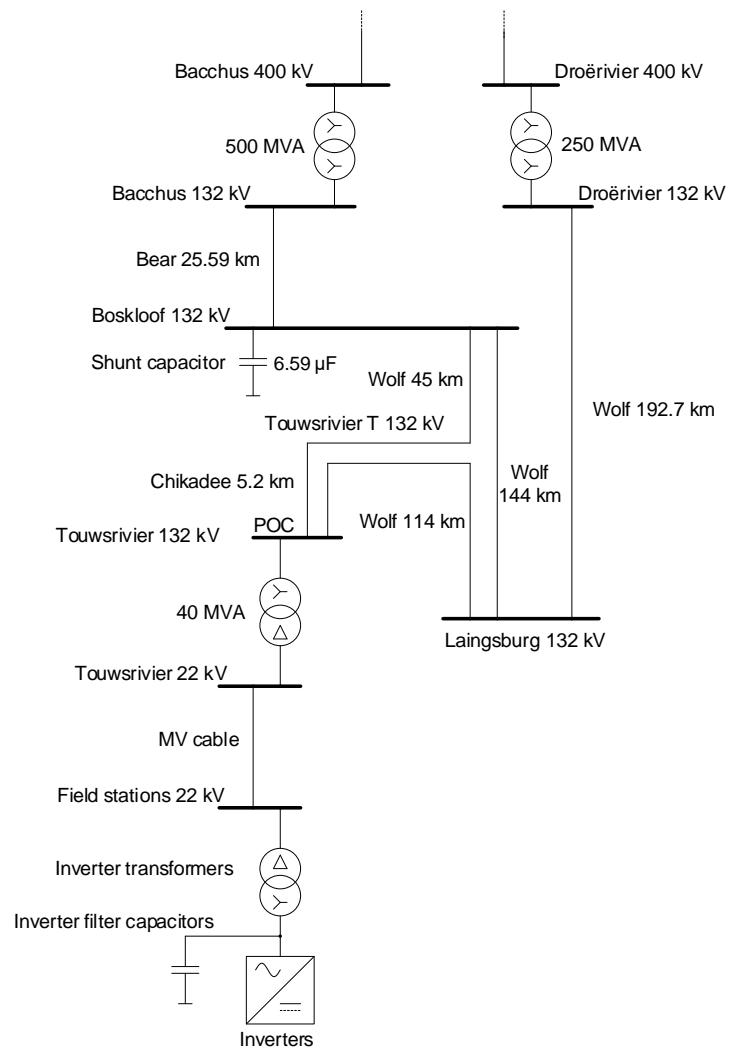 Bacchus 400 kV
Droërivier 400 kV
500 MVA
250 MVA
Bacchus 132 kV
Droërivier 132 kV
Bear 25.59 km
Boskloof 132 kV
Shunt capacitor
6.59 µF
Wolf 45 km
Wolf 192.7 km
Touwsrivier T 132 kV
Chikadee 5.2 km
Wolf
144 km
Wolf 114 km
POC
Touwsrivier 132 kV
40 MVA
Laingsburg 132 kV
Touwsrivier 22 kV
MV cable
Field stations 22 kV
Inverter transformers
Inverter filter capacitors
Inverters